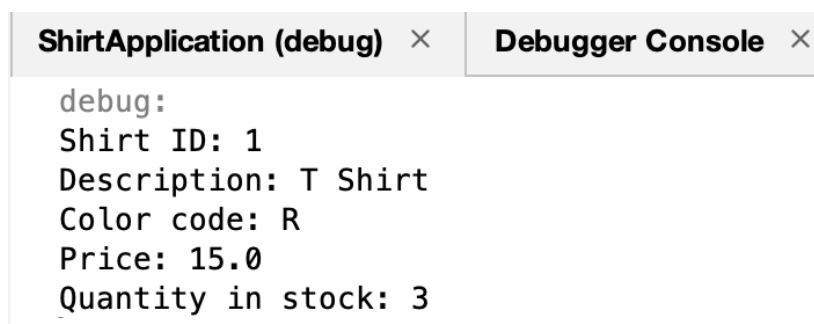 ShirtApplication (debug) × Debugger Console ×
debug:
Shirt ID: 1
Description: T Shirt
Color code: R
Price: 15.0
Quantity in stock: 3